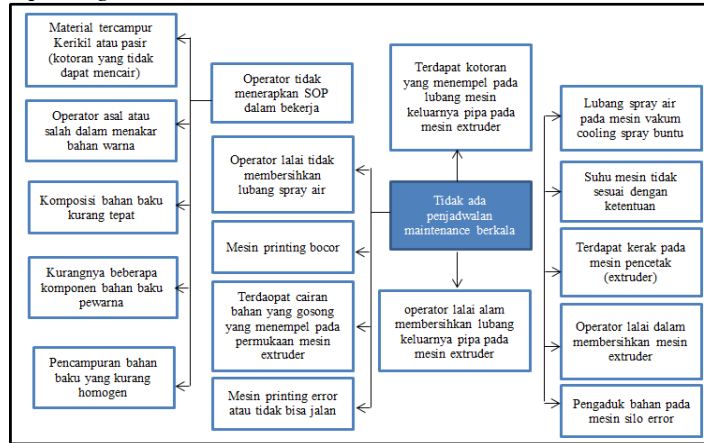 Material tercampur
Kerikil atau pasir
(kotoran yang tidak
dapat mencair)
Operator asal atau
salah dalam menakar
bahan warna
Komposisi bahan baku
kurang tepat
Kurangnya beberapa
komponen bahan baku
pewarna
Pencampuran bahan
baku yang kurang
homogen
Operator tidak
menerapkan SOP
dalam bekerja
Operator lalai tidak
membersihkan
lubang spray air
Mesin printing bocor
Terdaopat cairan
bahan yang gosong
yang menempel pada
permukaan mesin
extruder
Mesin printing error
atau tidak bisa jalan
Terdapat kotoran
yang menempel pada
lubang mesin
keluarnya pipa pada
mesin extruder
Tidak ada
penjadwalan
maintenance berkala
operator lalai alam
membersihkan lubang
keluarnya pipa pada
mesin extruder
Lubang spray air
pada mesin vakum
cooling spray buntu
Suhu mesin tidak
sesuai dengan
ketentuan
Terdapat kerak pada
mesin pencetak
(extruder)
Operator lalai dalam
membersihkan mesin
extruder
Pengaduk bahan pada
mesin silo error